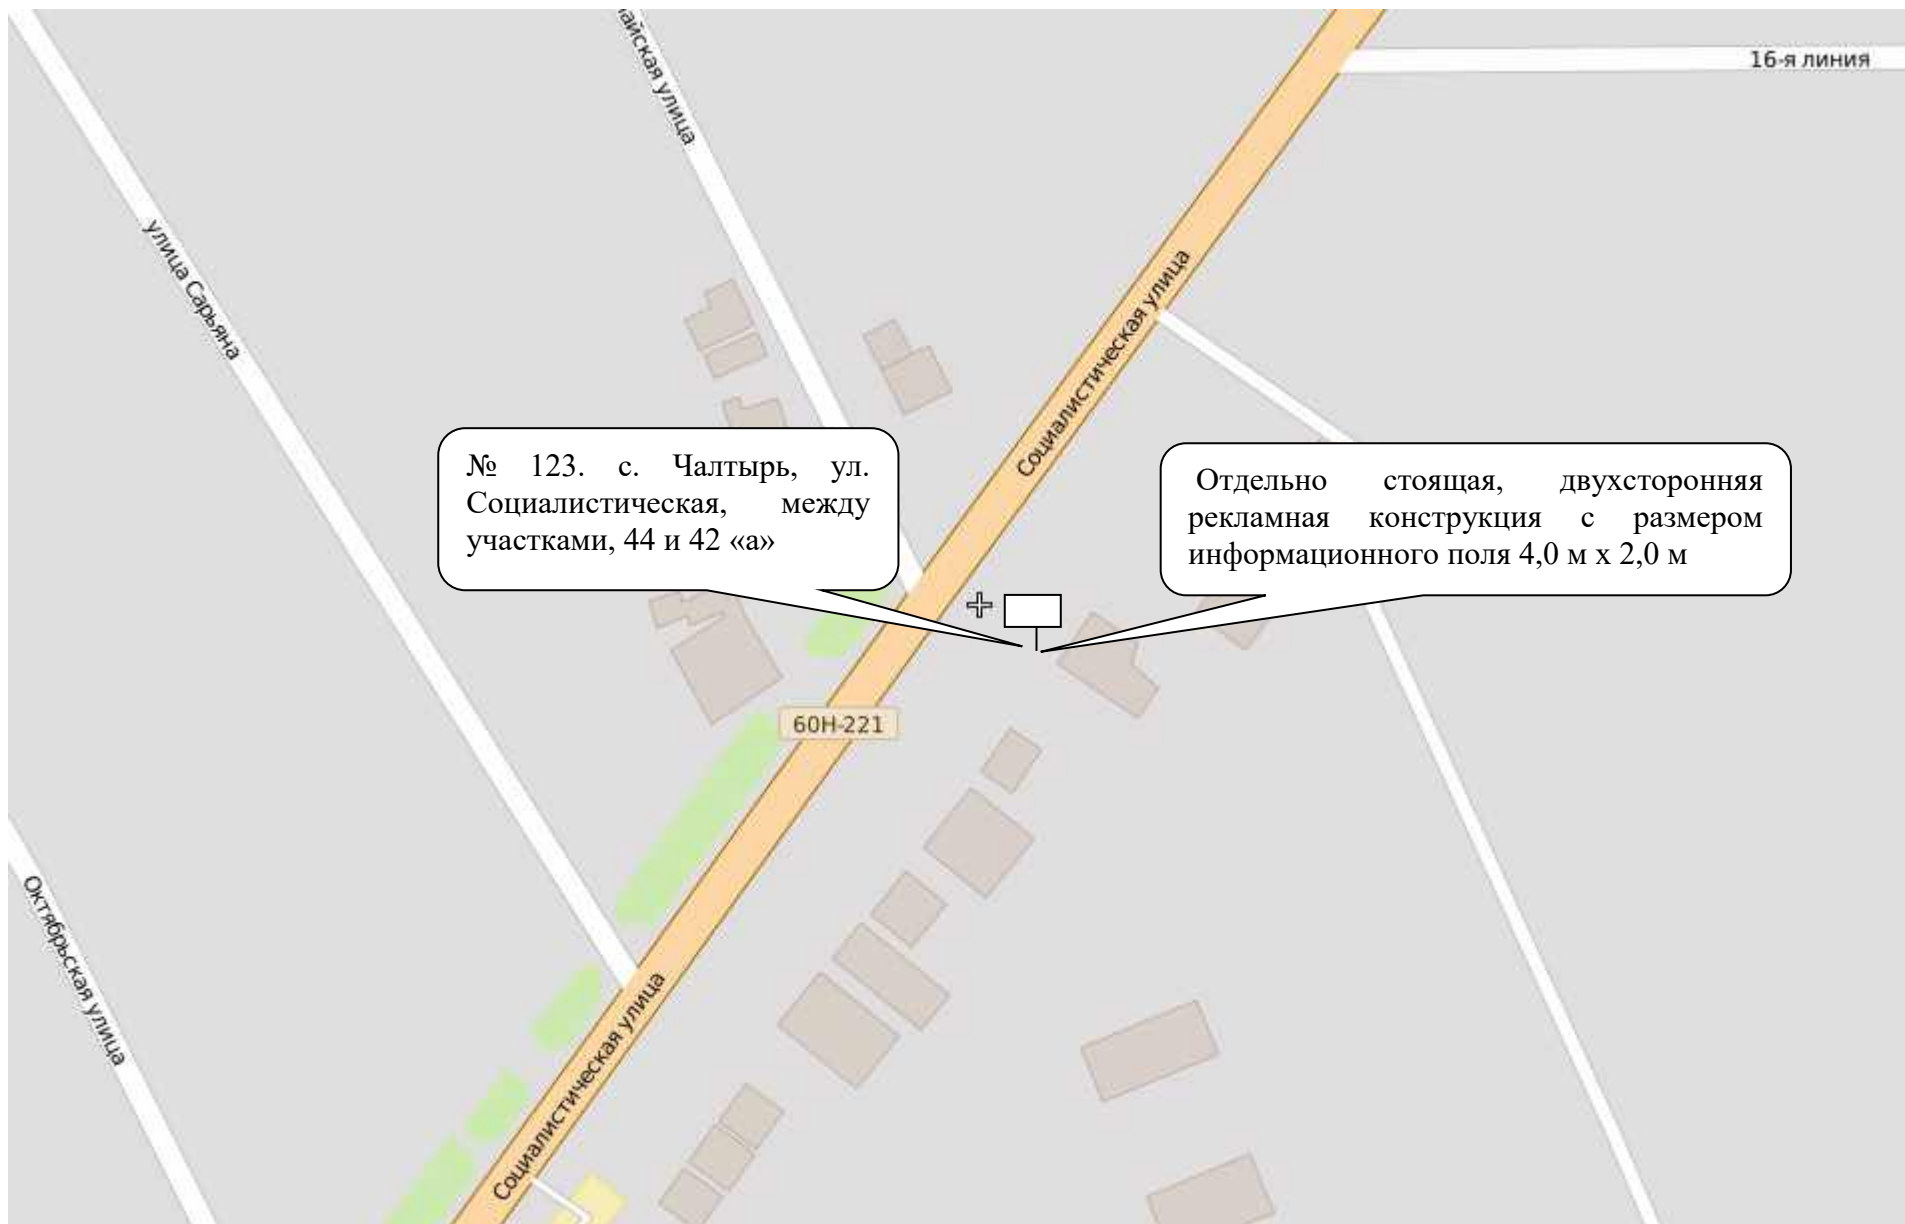 айская улица
16-я линия
улица Сарьяна
Социалистическая улица
№ 123. с. Чалтырь, ул.
Социалистическая, между
участками, 44 и 42 «а»
Отдельно стоящая, двухсторонняя
рекламная конструкция с размером
информационного поля 4,0 м х 2,0 м
60Н-221
Октябрьская улица
Социалистическая улица